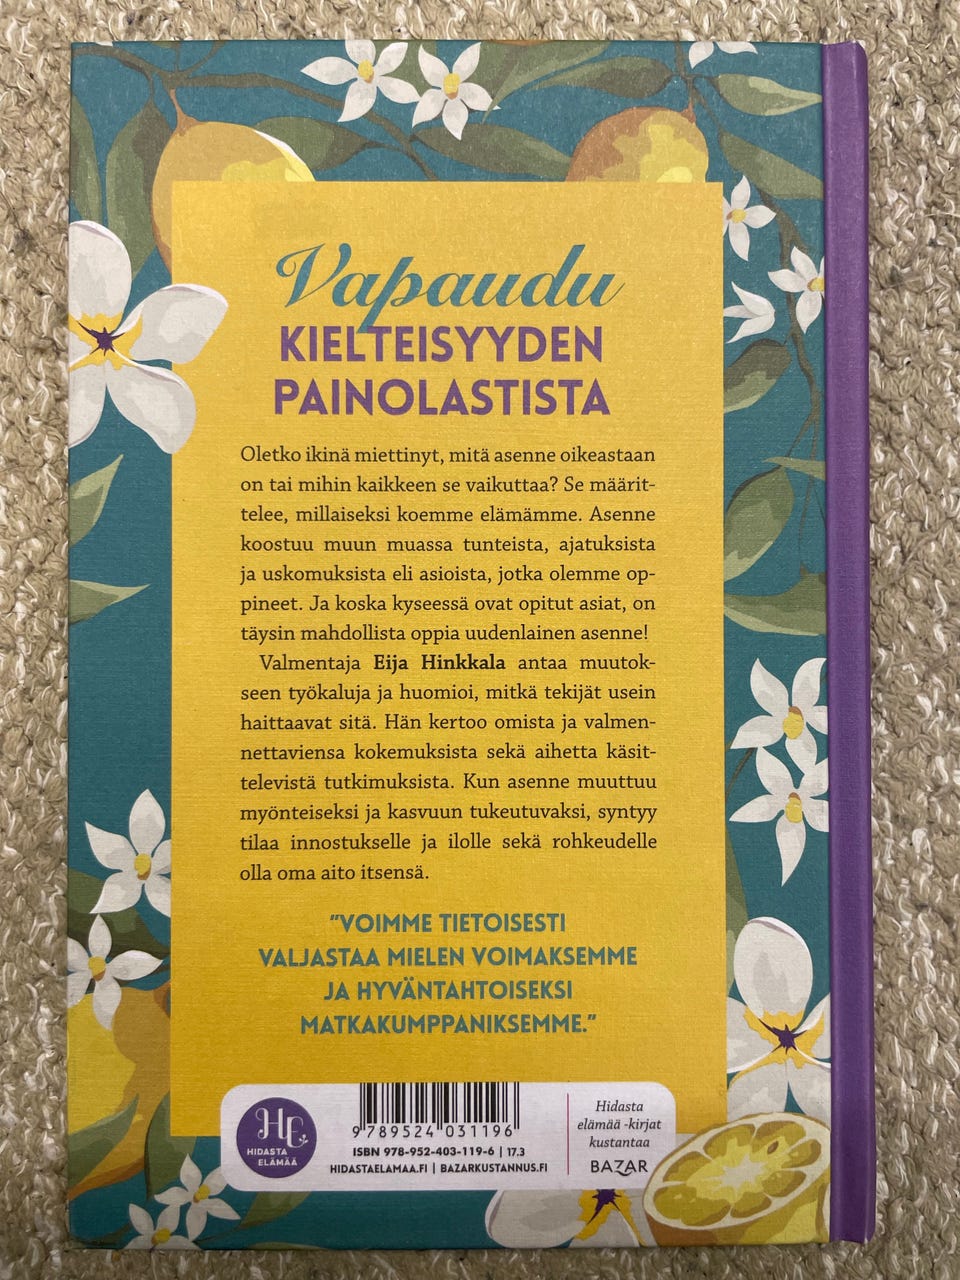 Vapaudu
KIELTEISYYDEN
PAINOLASTISTA
Oletko ikinä miettinyt, mitä asenne oikeastaan
on tai mihin kaikkeen se vaikuttaa? Se määrit-
telee, millaiseksi koemme elämämme. Asenne
koostuu muun muassa tunteista, ajatuksista
ja uskomuksista eli asioista, jotka olemme op-
pineet. Ja koska kyseessä ovat opitut asiat, on
täysin mahdollista oppia uudenlainen asenne!
Valmentaja Eija Hinkkala antaa muutok-
seen työkaluja ja huomioi, mitkä tekijät usein
haittaavat sitä. Hän kertoo omista ja valmen-
nettaviensa kokemuksista sekä aihetta käsit-
televistä tutkimuksista. Kun asenne muuttuu
myönteiseksi ja kasvuun tukeutuvaksi, syntyy
tilaa innostukselle ja ilolle sekä rohkeudelle
olla oma aito itsensä.
"VOIMME TIETOISESTI
VALJASTAA MIELEN VOIMAKSEMME
JA HYVÄNTAHTOISEKSI
MATKAKUMPPANIKSEMME."
HE
HIDASTA
ELÄMÄÄ
9 789524 031196
ISBN 978-952-403-119-6 | 17.3
HIDASTAELAMAA.FI | BAZARKUSTANNUS.FI
Hidasta
elämää -kirjat
kustantaa
BAZAR